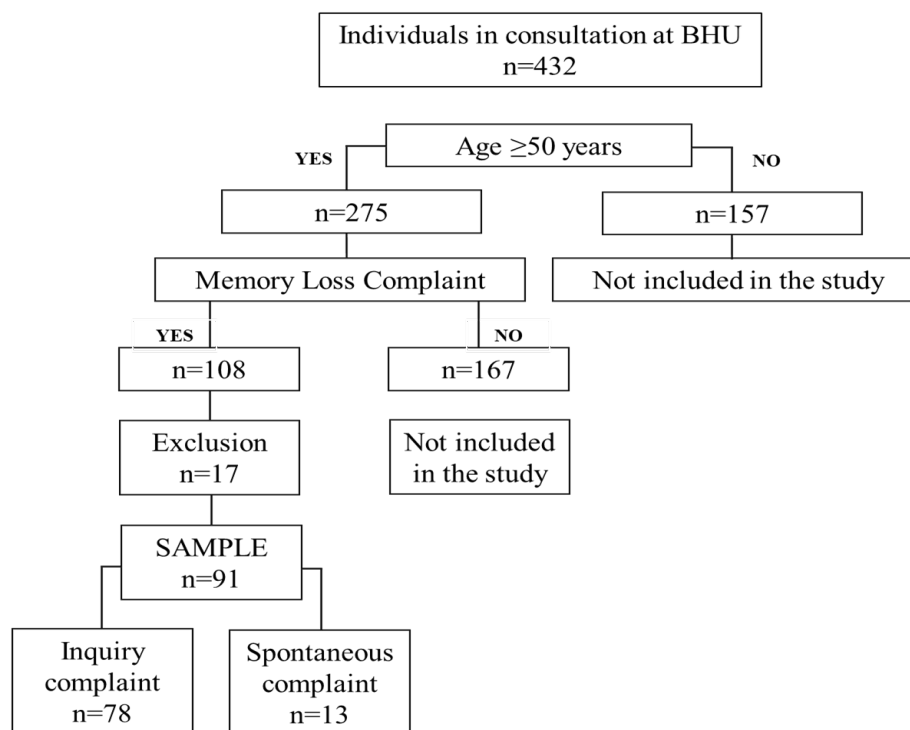 Individuals in consultation at BHU
n=432
Age ≥50 years
YES
NO
n=275
n=157
Memory Loss Complaint
Not included in the study
YES
NO
n=108
n=167
Exclusion
n=17
Not included
in the study
SAMPLE
n=91
Inquiry
complaint
n=78
Spontaneous
complaint
n=13